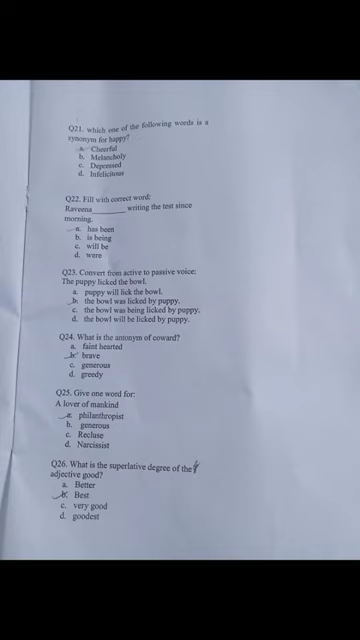 Q21. which one of the following words is a
synonym for happy?
a. Cheerful
b. Melancholy
c. Depressed
d. Infelicitous
Q22. Fill with correct word:
Raveena________ writing the test since
morning.
a. has been
b. is being
c. will be
d. were
Q23. Convert from active to passive voice:
The puppy licked the bowl.
a. puppy will lick the bowl.
b. the bowl was licked by puppy.
c. the bowl was being licked by puppy.
d. the bowl will be licked by puppy.
Q24. What is the antonym of coward?
a. faint hearted
b. brave
c. generous
d. greedy
Q25. Give one word for:
A lover of mankind
a. philanthropist
b. generous
c. Recluse
d. Narcissist
Q26. What is the superlative degree of the
adjective good?
a. Better
b. Best
c. very good
d. goodest